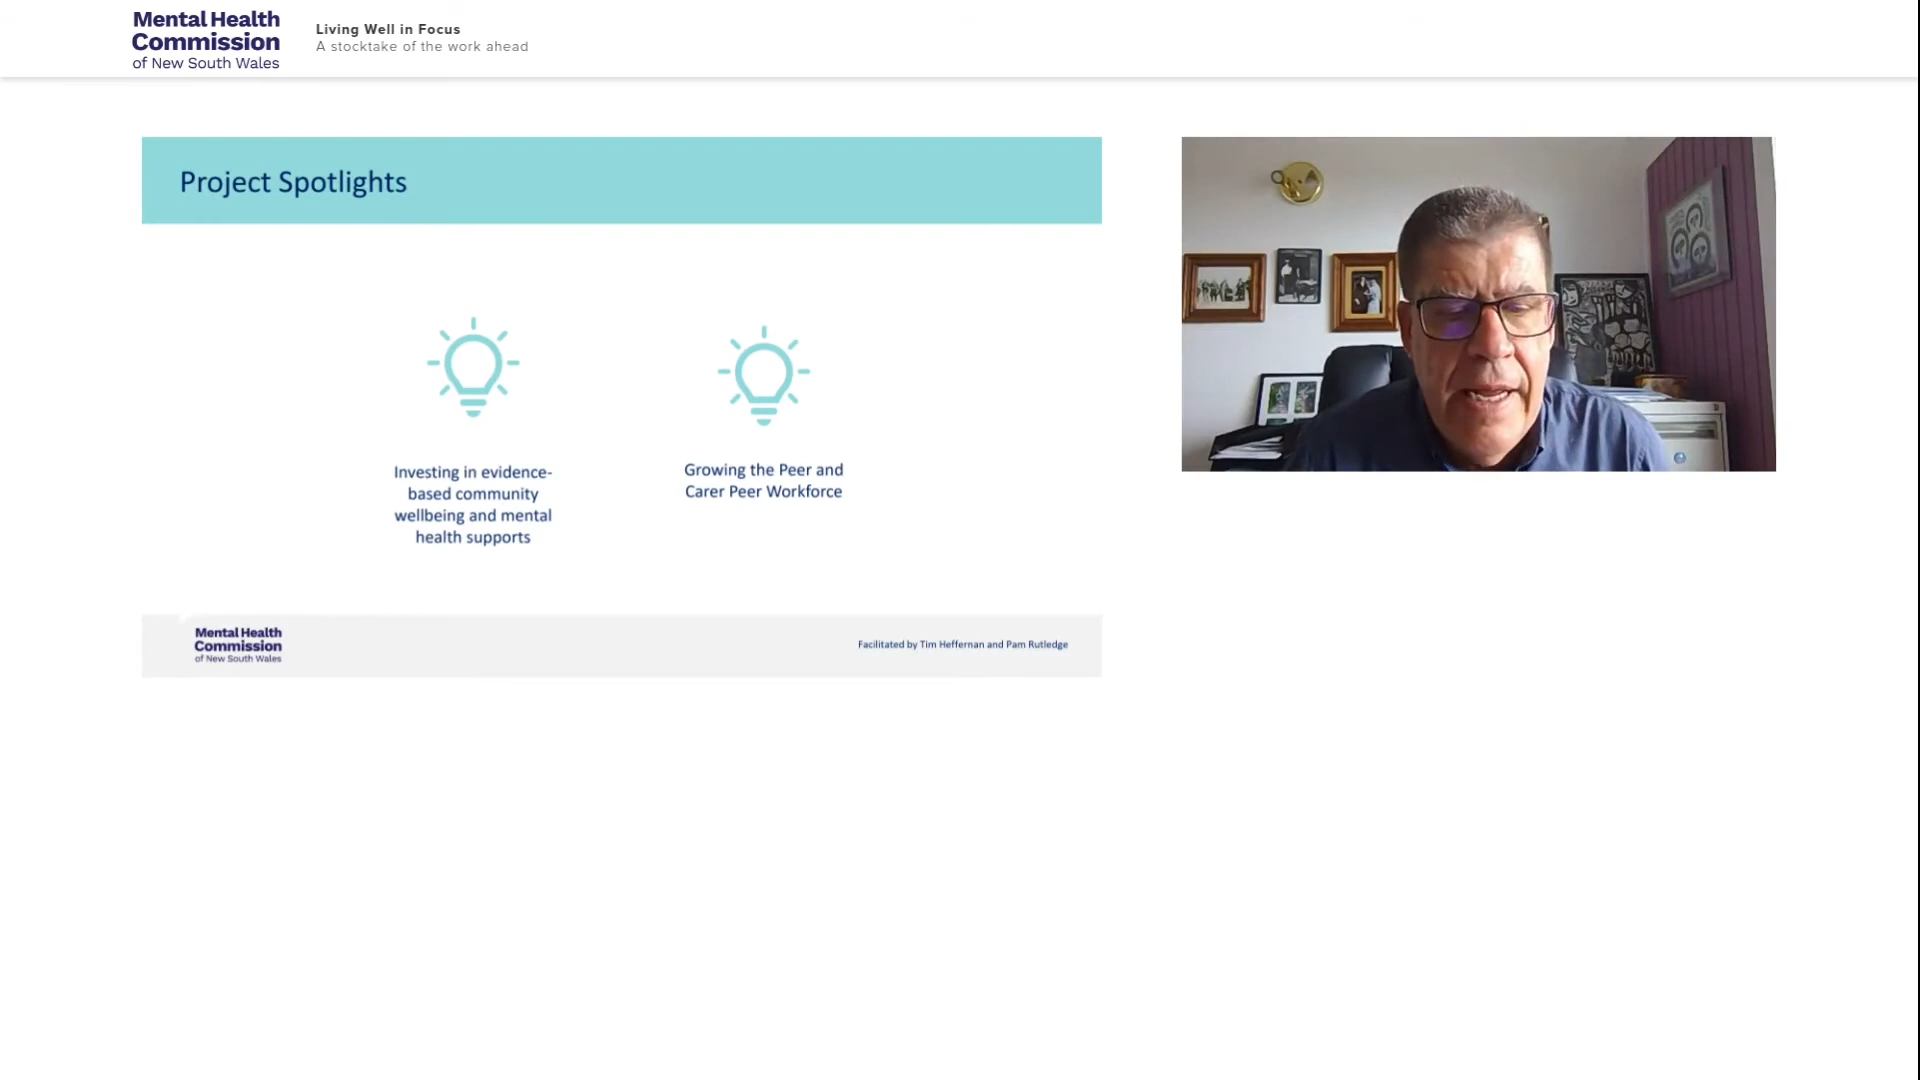 Mental Health
Commission
of New South Wales
Living Well in Focus
A stocktake of the work ahead
Project Spotlights
Investing in evidence-
based community
wellbeing and mental
health supports
Growing the Peer and
Carer Peer Workforce
Mental Health
Commission
of New South Wales
Facilitated by Tim Heffernan and Pam Rutledge